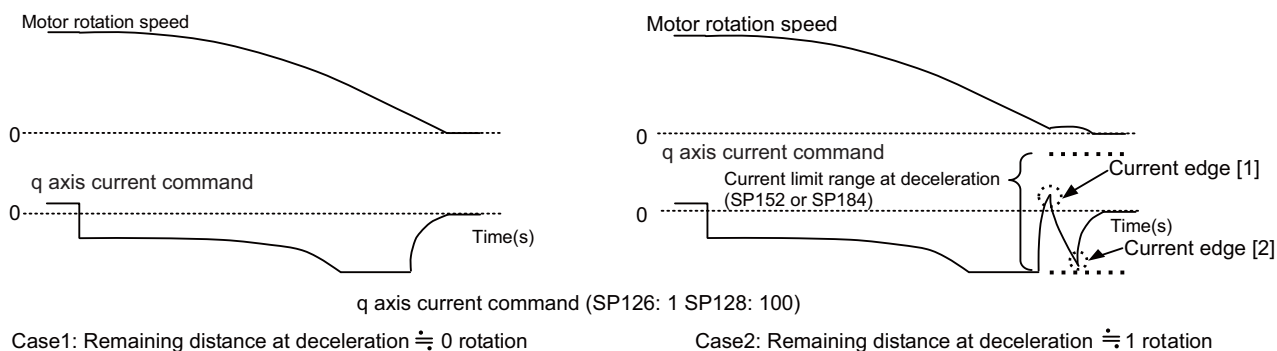 Motor rotation speed
0
q axis current command
0
Time(s)
Motor rotation speed
0
q axis current command
Current limit range at deceleration
(SP152 or SP184)
Current edge [1]
0
Time(s)
Current edge [2]
q axis current command (SP126: 1 SP128: 100)
Case1: Remaining distance at deceleration ≒ 0 rotation
Case2: Remaining distance at deceleration ≒ 1 rotation